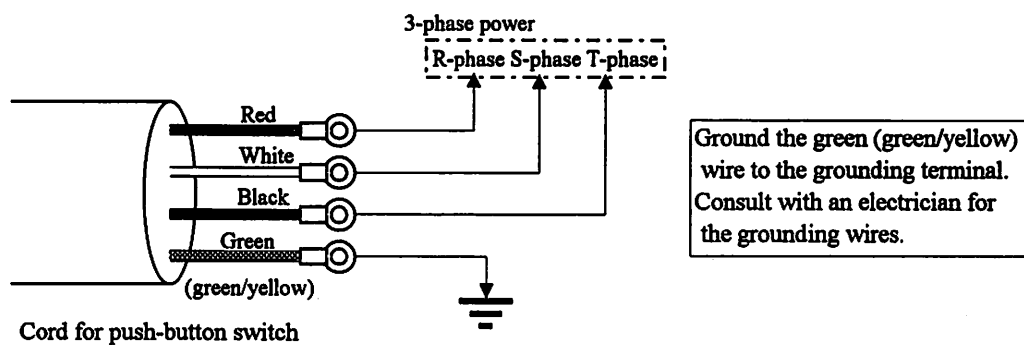 3-phase power
R-phase S-phase T-phase
Red
White
Black
Green
(green/yellow)
Cord for push-button switch
Ground the green (green/yellow)
wire to the grounding terminal.
Consult with an electrician for
the grounding wires.